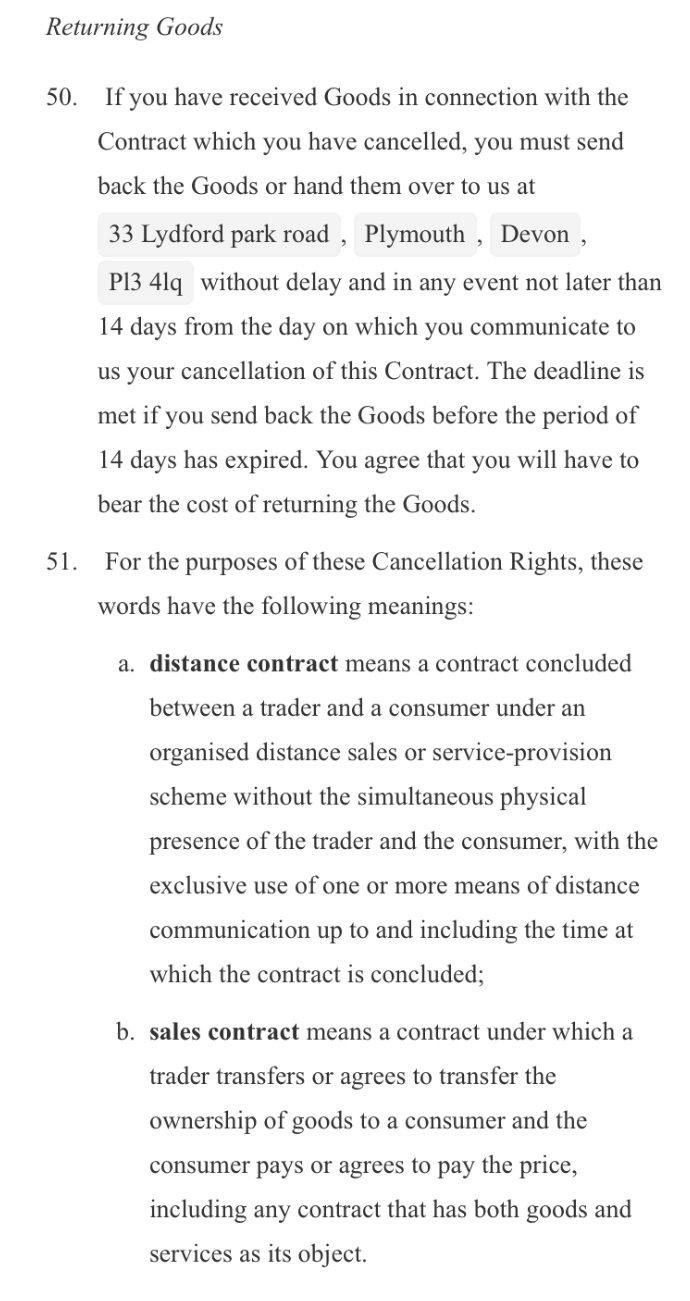 Returning Goods
50. If you have received Goods in connection with the
Contract which you have cancelled, you must send
back the Goods or hand them over to us at
33 Lydford park road , Plymouth , Devon ,
Pl3 4lq without delay and in any event not later than
14 days from the day on which you communicate to
us your cancellation of this Contract. The deadline is
met if you send back the Goods before the period of
14 days has expired. You agree that you will have to
bear the cost of returning the Goods.
51. For the purposes of these Cancellation Rights, these
words have the following meanings:
a. distance contract means a contract concluded
between a trader and a consumer under an
organised distance sales or service-provision
scheme without the simultaneous physical
presence of the trader and the consumer, with the
exclusive use of one or more means of distance
communication up to and including the time at
which the contract is concluded;
b. sales contract means a contract under which a
trader transfers or agrees to transfer the
ownership of goods to a consumer and the
consumer pays or agrees to pay the price,
including any contract that has both goods and
services as its object.